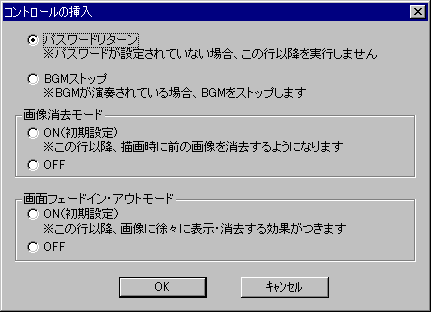 コントロールの挿入
パスワードリターン
※パスワードが設定されていない場合、この行以降を実行しません
BGMストップ
※BGMが演奏されている場合、BGMをストップします
画像消去モード
ON(初期設定)
※この行以降、描画時に前の画像を消去するようになります
OFF
画面フェードイン・アウトモード
ON(初期設定)
※この行以降、画像に徐々に表示・消去する効果がつきます
OFF
OK
ｷｬﾝｾﾙ